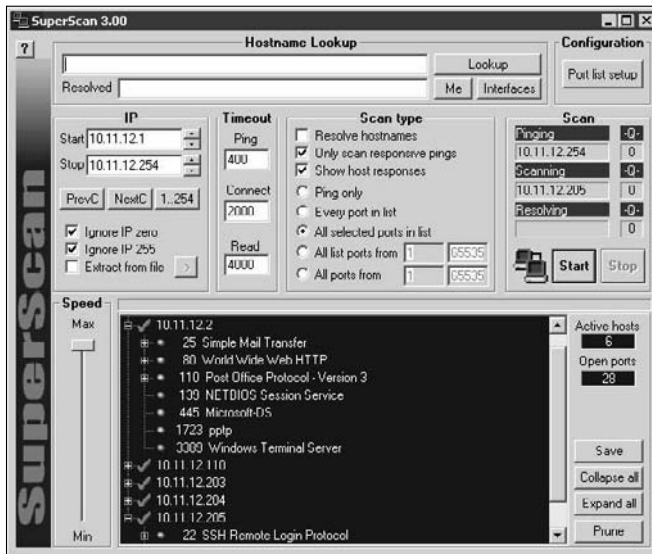 SuperScan 3.00
?
Hostname Lookup
Lookup
Resolved
Me
Interfaces
Configuration
Port list setup
IP
Start 10.11.12.1
Stop 10.11.12.254
PrevC
NextC
1..254
Ignore IP zero
Ignore IP 255
Extract from file
>
Timeout
Ping
400
Connect
2000
Read
4000
Scan type
Resolve hostnames
Only scan responsive pings
Show host responses
Ping only
Every port in list
All selected ports in list
All list ports from 1 65535
All ports from 1 65535
Scan
Pinging -Q-
10.11.12.254 0
Scanning -Q-
10.11.12.205 0
Resolving -Q-
0
Start
Stop
SuperScan
Speed
Max
Min
10.11.12.2
25 Simple Mail Transfer
80 World Wide Web HTTP
110 Post Office Protocol - Version 3
139 NETBIOS Session Service
445 Microsoft-DS
1723 pptp
3389 Windows Terminal Server
10.11.12.110
10.11.12.203
10.11.12.204
10.11.12.205
22 SSH Remote Login Protocol
Active hosts
6
Open ports
28
Save
Collapse all
Expand all
Prune